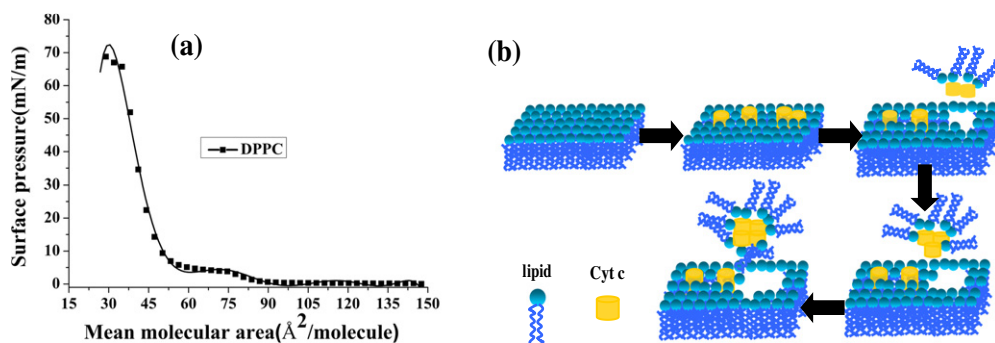 (a)
Surface pressure(mN/m)
80
70
60
50
40
30
20
10
0
DPPC
15 30 45 60 75 90 105 120 135 150
Mean molecular area(Å²/molecule)
(b)
lipid
Cyt c